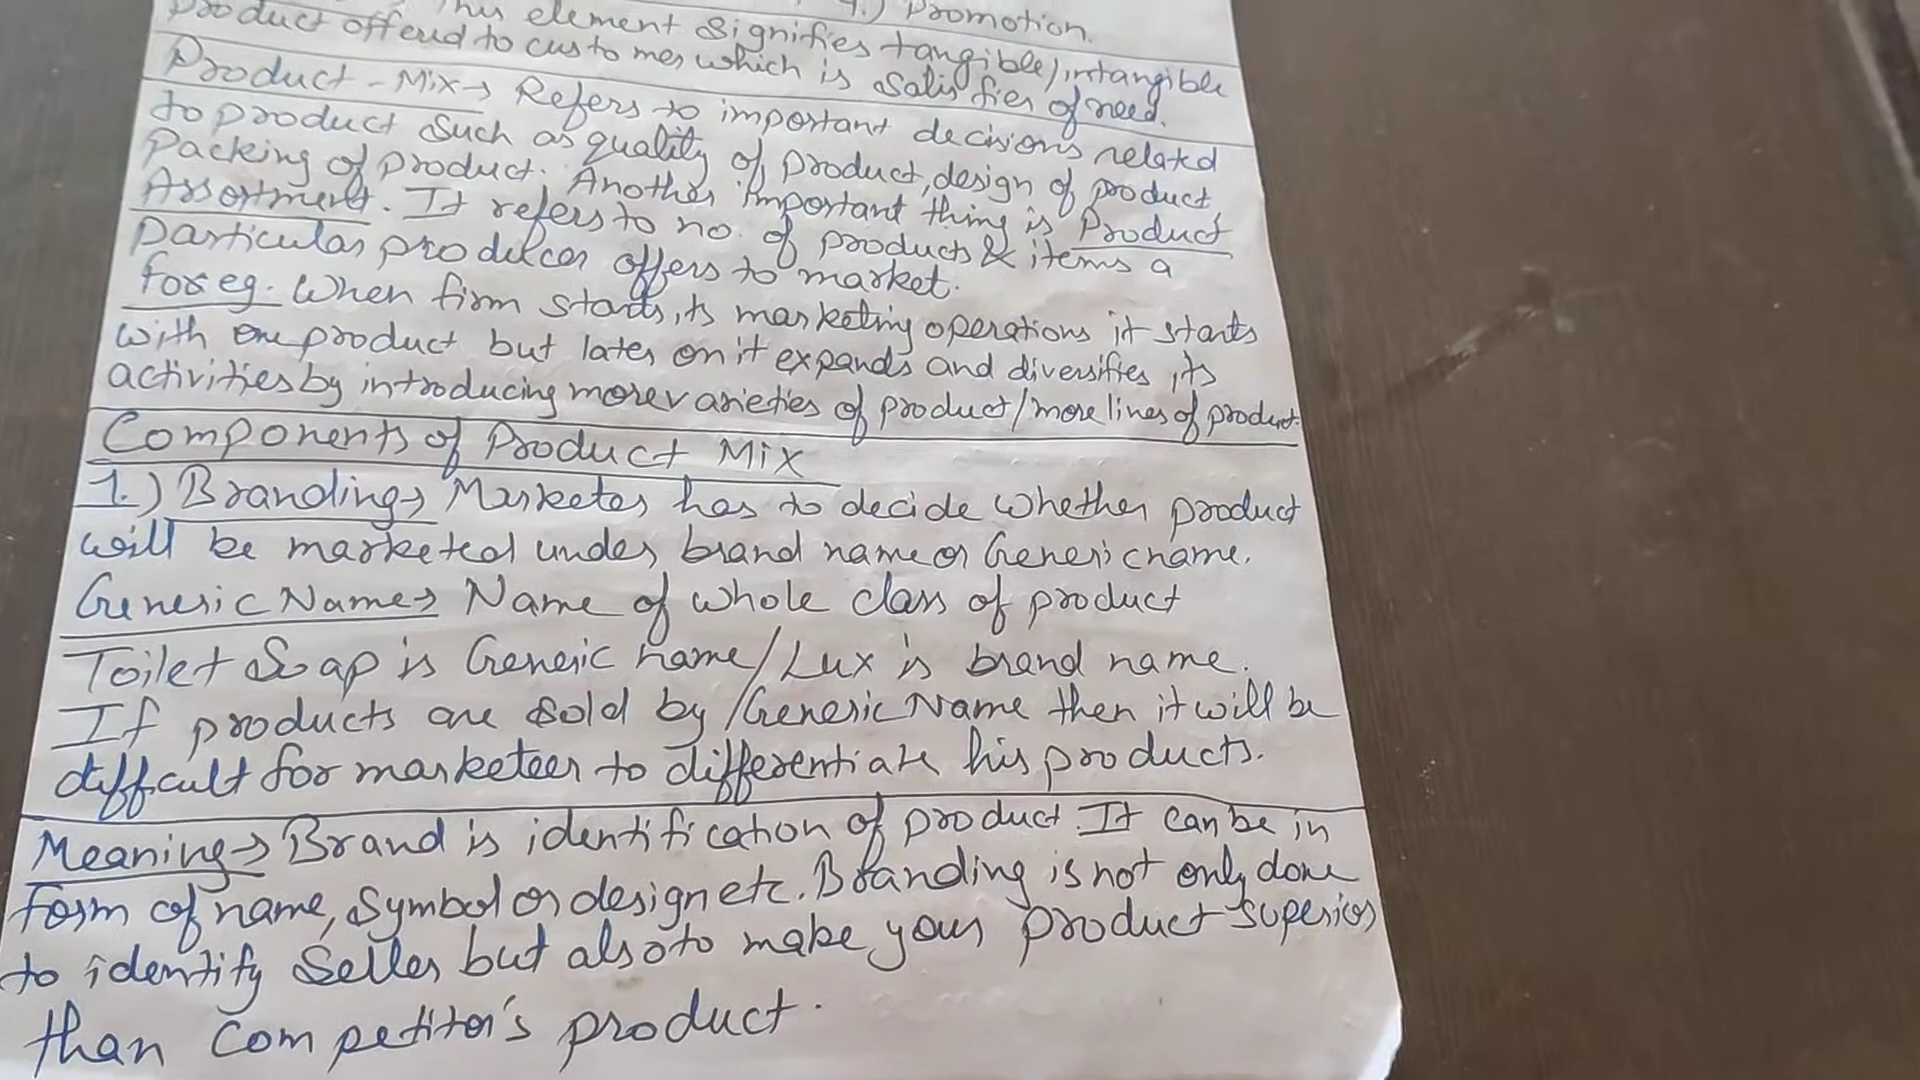 4.) Promotion.
This element signifies tangible/intangible
product offered to customer which is satisfier of need.
Product-Mix→ Refers to important decisions related
to product such as quality of product, design of product,
Packing of product. Another important thing is Product
Assortment. It refers to no. of products & items a
particular producer offers to market.
For eg. When firm starts its marketing operations it starts
with one product but later on it expands and diversifies its
activities by introducing more varieties of product/more lines of product.
Components of Product Mix
1.) Branding→ Marketer has to decide whether product
will be marketed under brand name or Generic name.
Generic Name→ Name of whole class of product
Toilet Soap is Generic name/Lux is brand name.
If products are sold by/Generic Name then it will be
difficult for marketeer to differentiate his products.
Meaning→ Brand is identification of product It can be in
form of name, symbol or design etc. Branding is not only done
to identify seller but also to make your product superior
than competitor's product.